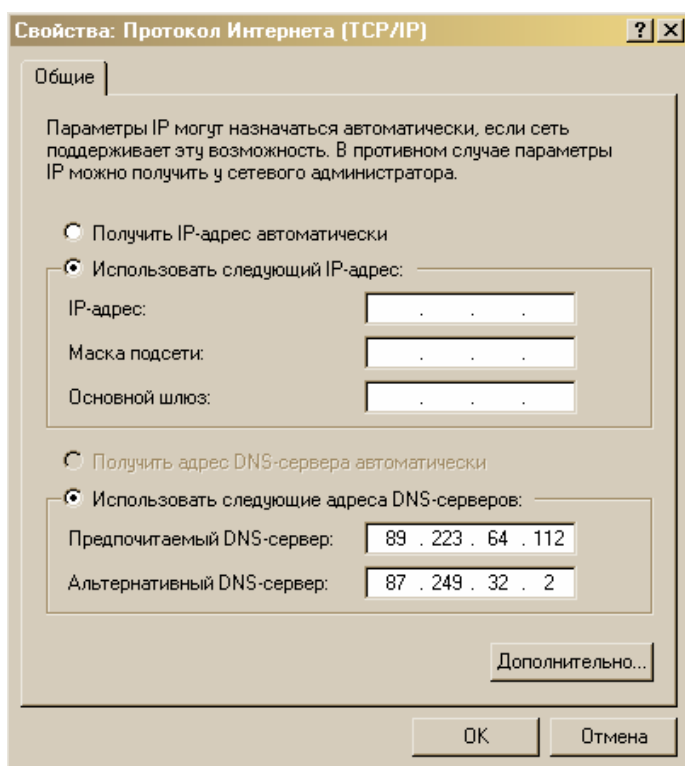 Свойства: Протокол Интернета (TCP/IP)
Общие
Параметры IP могут назначаться автоматически, если сеть
поддерживает эту возможность. В противном случае параметры
IP можно получить у сетевого администратора.
Получить IP-адрес автоматически
Использовать следующий IP-адрес:
IP-адрес:
Маска подсети:
Основной шлюз:
Получить адрес DNS-сервера автоматически
Использовать следующие адреса DNS-серверов:
Предпочитаемый DNS-сервер: 89 . 223 . 64 . 112
Альтернативный DNS-сервер: 87 . 249 . 32 . 2
Дополнительно...
OK Отмена